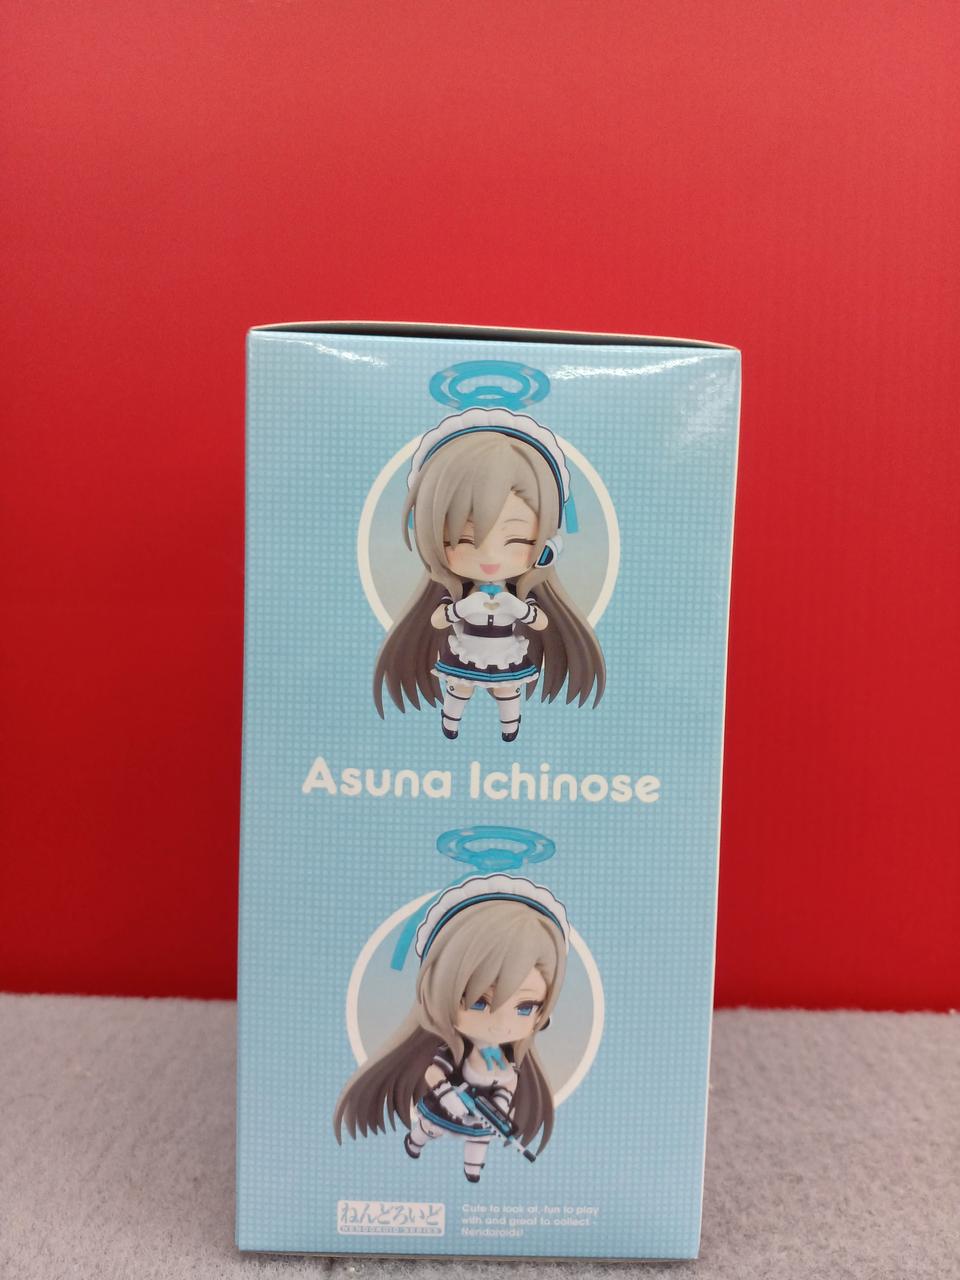 Asuna Ichinose
ねんどろいど
NENDOROID SERIES
Cute to look at, fun to play
with and great to collect -
Nendoroids!